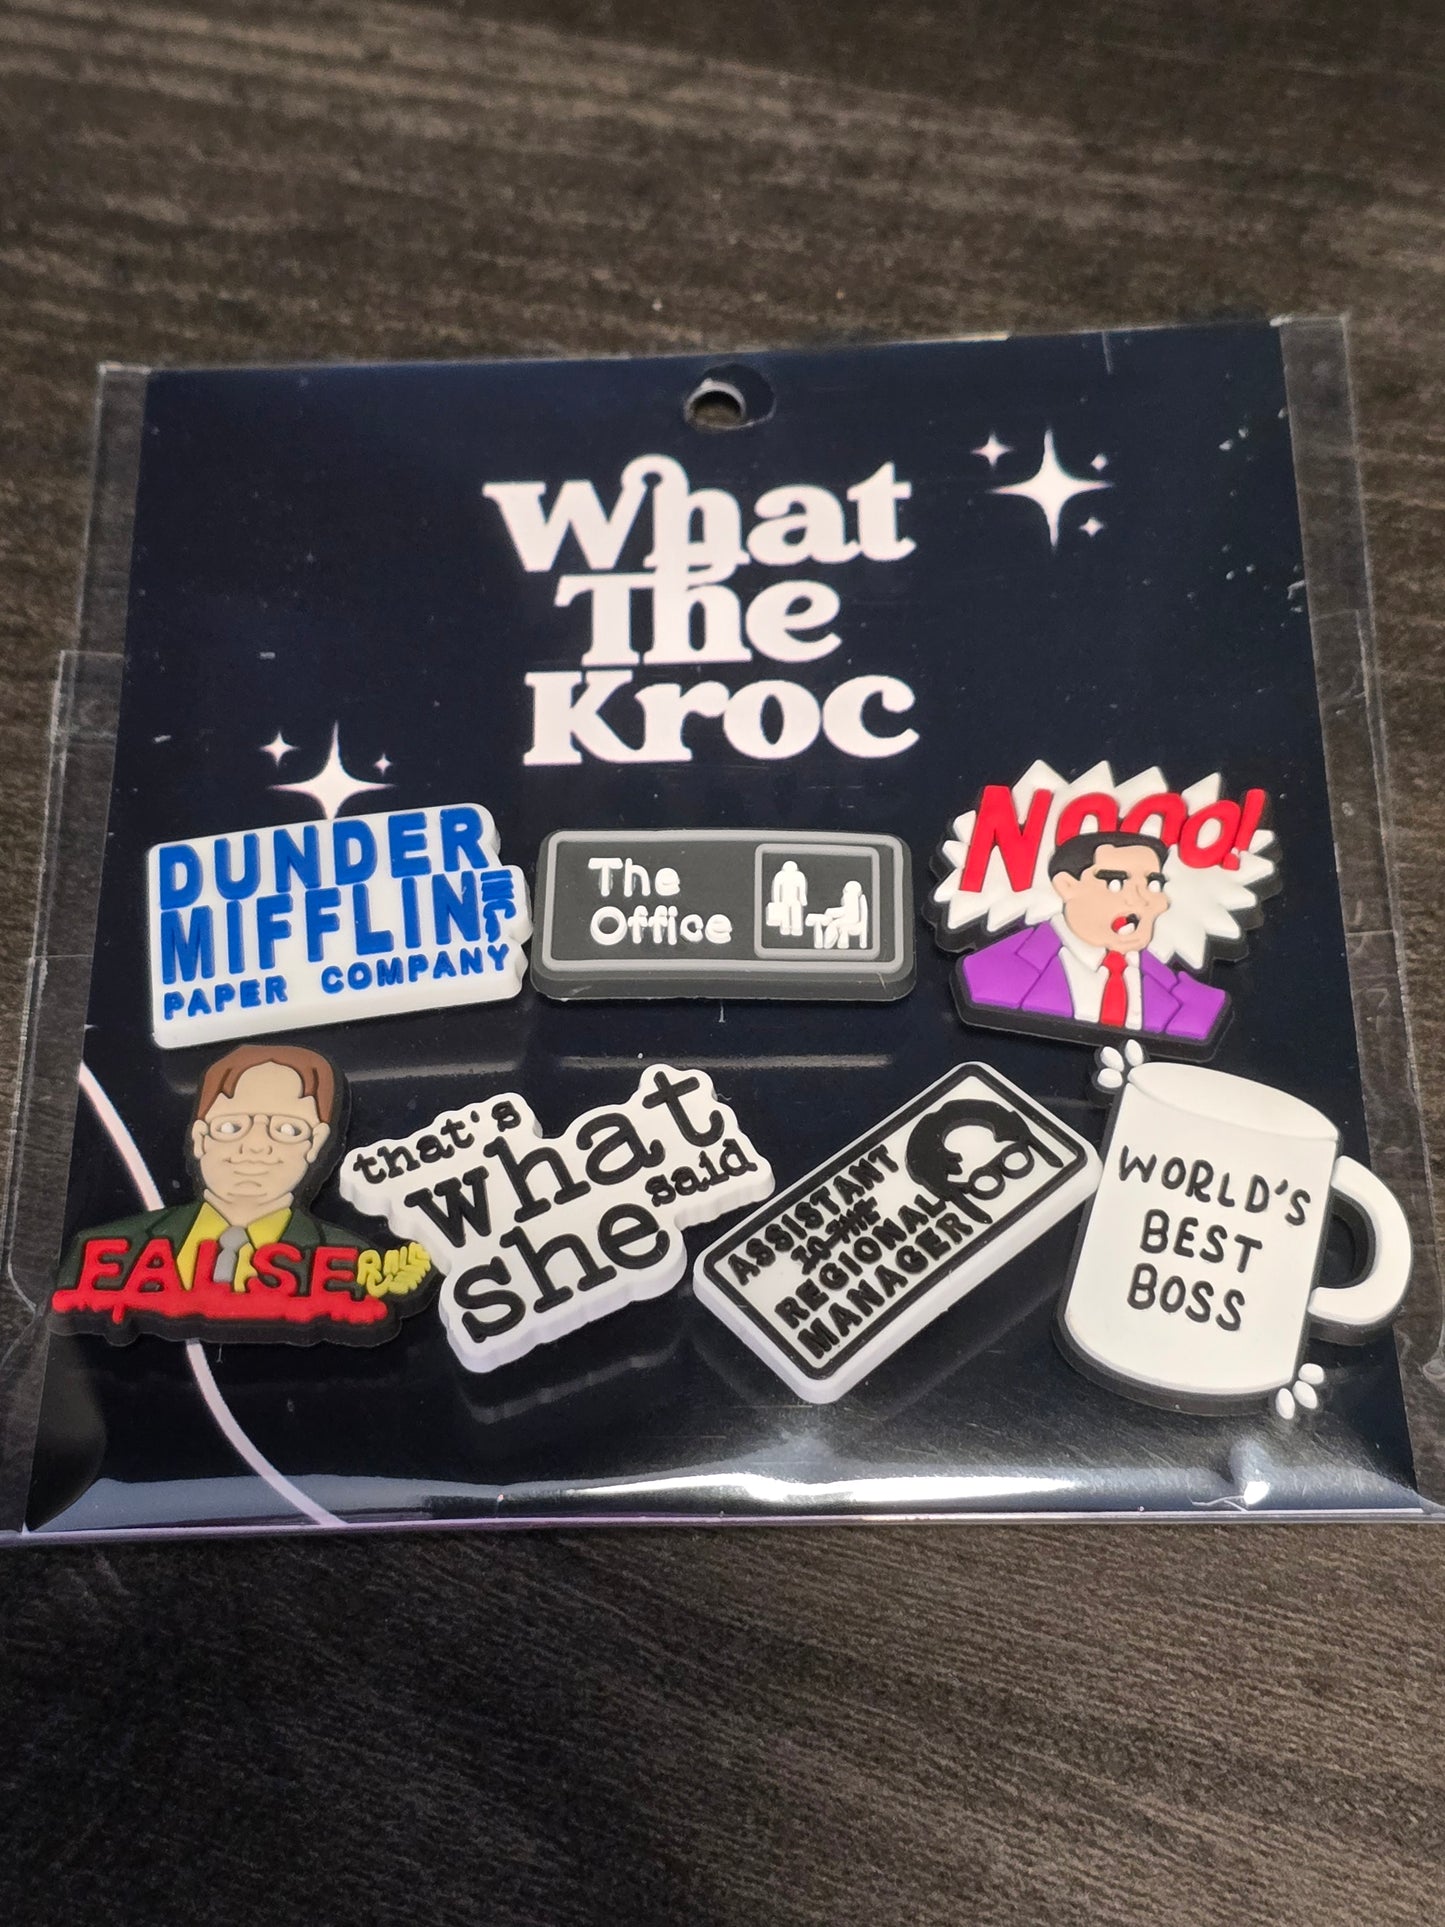 What
The
Kroc
DUNDER
MIFFLIN INC.
PAPER COMPANY
The
Office
Nooo!
FALSE
that's
what
she said
ASSISTANT
TO THE
REGIONAL
MANAGER
WORLD'S
BEST
BOSS